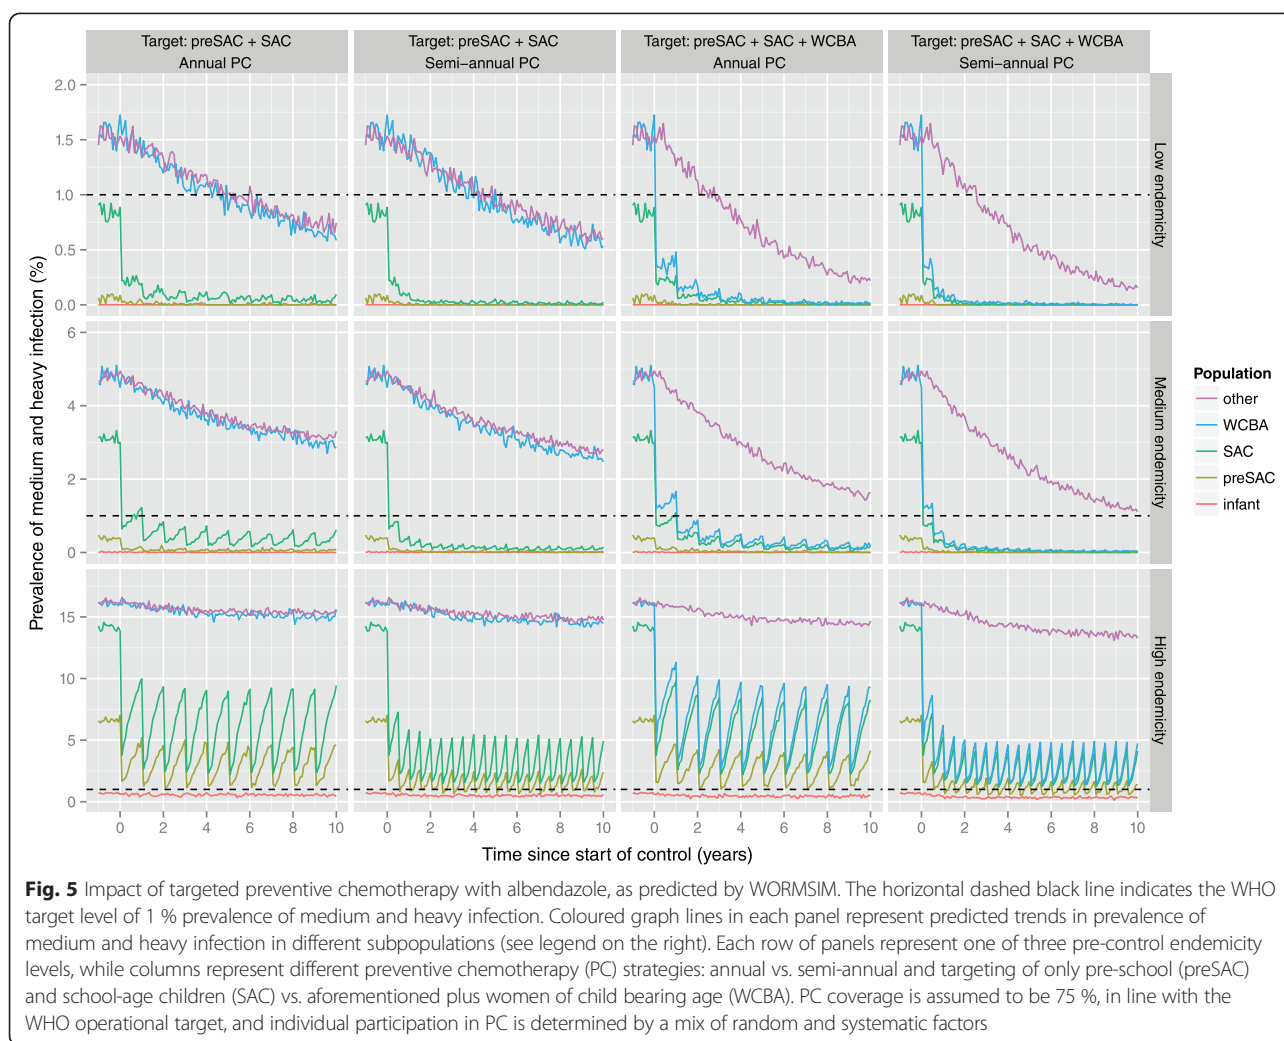 Target: preSAC + SAC
Annual PC
Target: preSAC + SAC
Semi−annual PC
Target: preSAC + SAC + WCBA
Annual PC
Target: preSAC + SAC + WCBA
Semi−annual PC
Prevalence of medium and heavy infection (%)
2.0
1.5
1.0
0.5
0.0
Low endemicity
6
4
2
0
Medium endemicity
15
10
5
0
High endemicity
0 2 4 6 8 10
0 2 4 6 8 10
0 2 4 6 8 10
0 2 4 6 8 10
Time since start of control (years)
Population
other
WCBA
SAC
preSAC
infant
Fig. 5 Impact of targeted preventive chemotherapy with albendazole, as predicted by WORMSIM. The horizontal dashed black line indicates the WHO
target level of 1 % prevalence of medium and heavy infection. Coloured graph lines in each panel represent predicted trends in prevalence of
medium and heavy infection in different subpopulations (see legend on the right). Each row of panels represent one of three pre-control endemicity
levels, while columns represent different preventive chemotherapy (PC) strategies: annual vs. semi-annual and targeting of only pre-school (preSAC)
and school-age children (SAC) vs. aforementioned plus women of child bearing age (WCBA). PC coverage is assumed to be 75 %, in line with the
WHO operational target, and individual participation in PC is determined by a mix of random and systematic factors